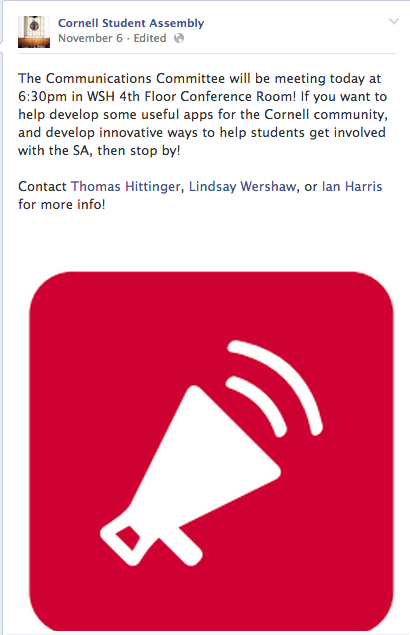 Cornell Student Assembly
November 6 · Edited
The Communications Committee will be meeting today at
6:30pm in WSH 4th Floor Conference Room! If you want to
help develop some useful apps for the Cornell community,
and develop innovative ways to help students get involved
with the SA, then stop by!
Contact Thomas Hittinger, Lindsay Wershaw, or Ian Harris
for more info!